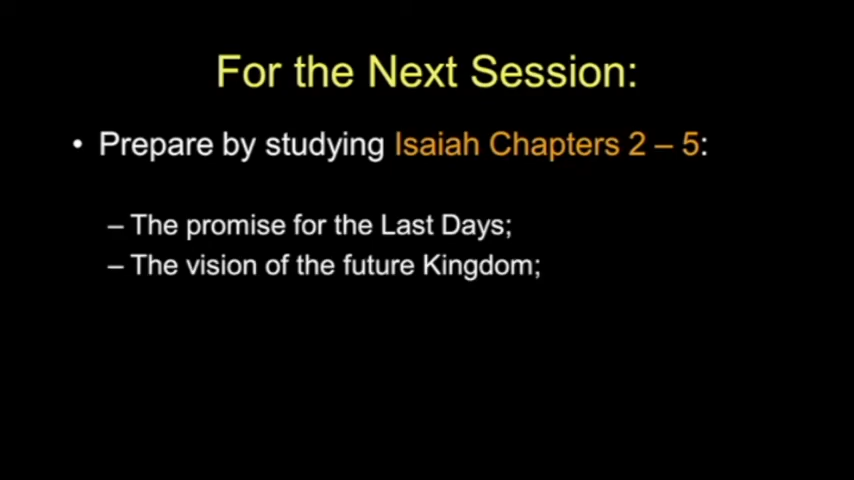 For the Next Session:
• Prepare by studying Isaiah Chapters 2 – 5:
– The promise for the Last Days;
– The vision of the future Kingdom;